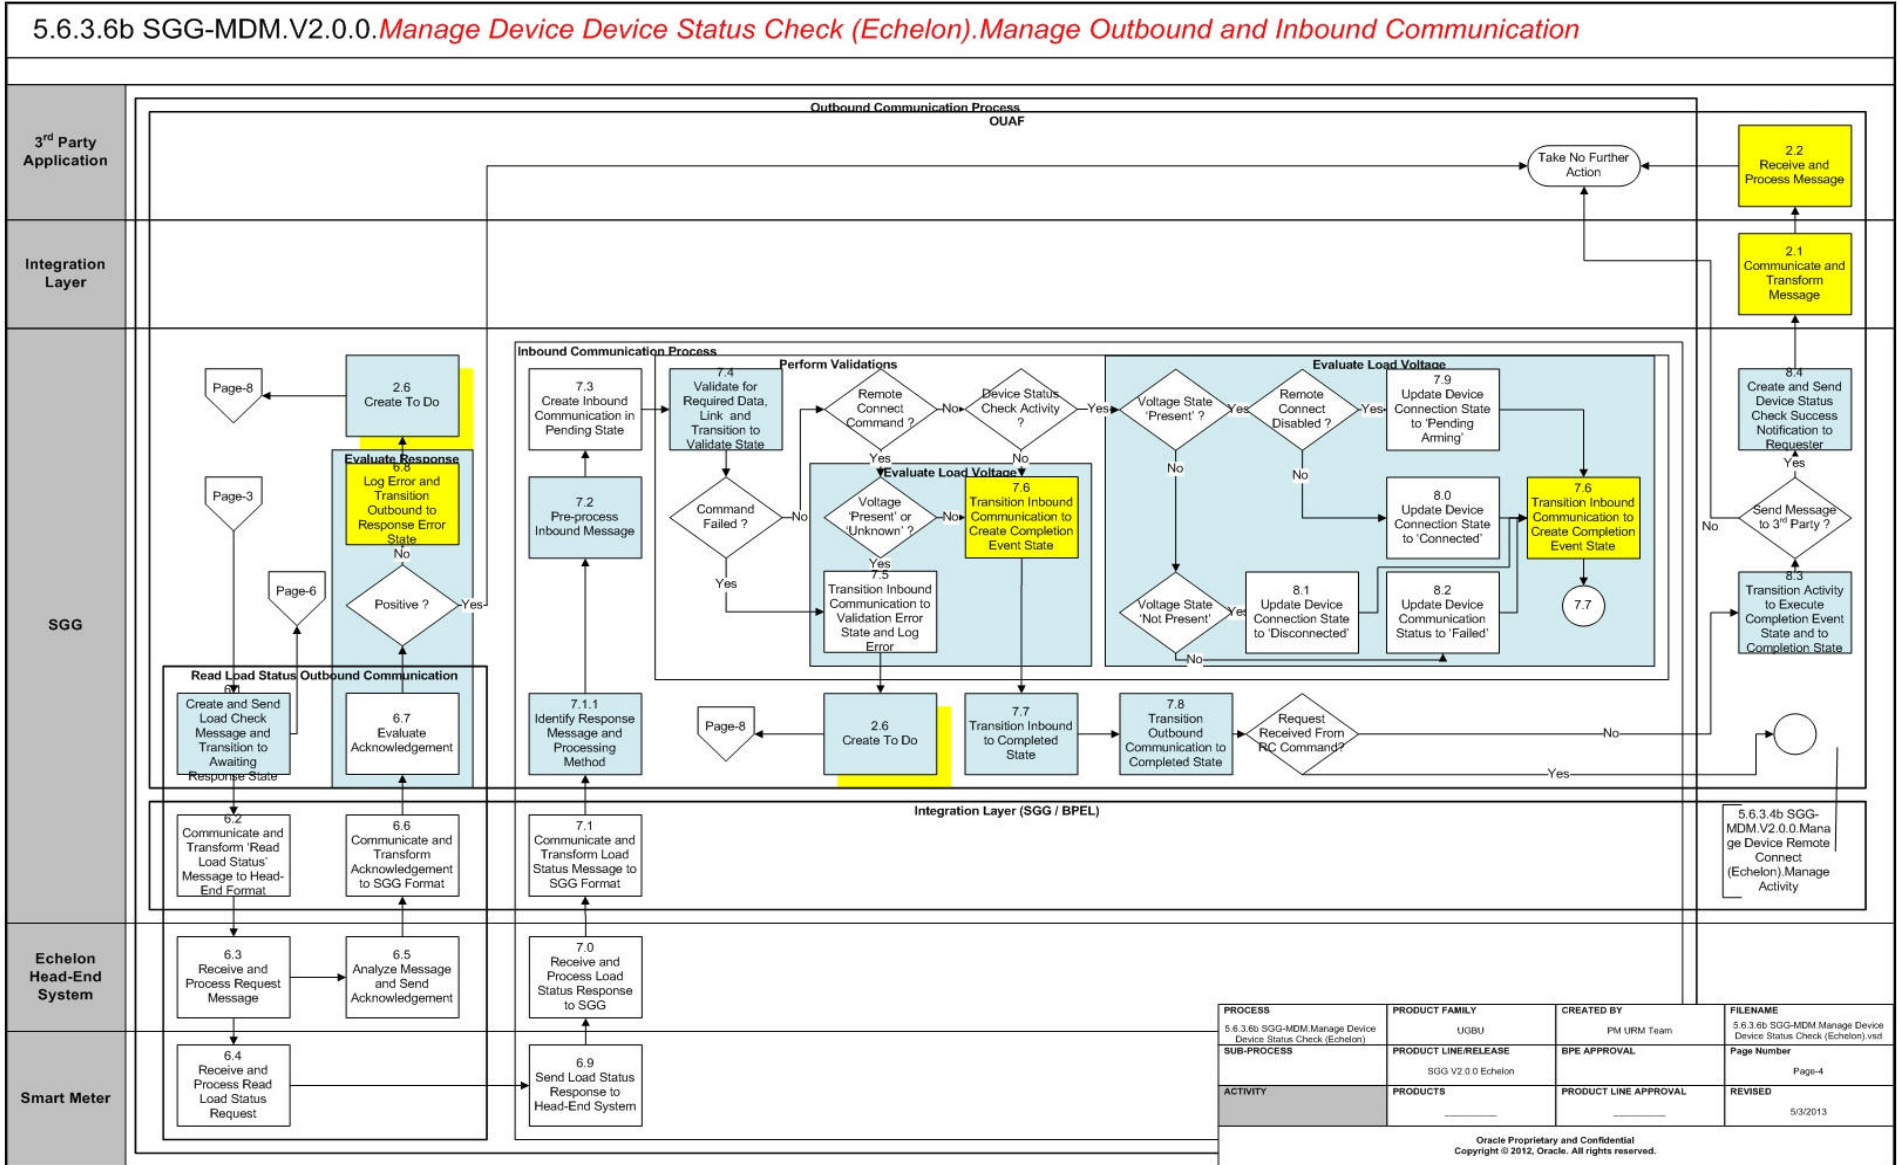 5.6.3.6b SGG-MDM.V2.0.0.Manage Device Device Status Check (Echelon).Manage Outbound and Inbound Communication
3rd Party
Application
Outbound Communication Process
OUAF
Take No Further
Action
2.2
Receive and
Process Message
Integration
Layer
2.1
Communicate and
Transform
Message
SGG
Page-8
2.6
Create To Do
Evaluate Response
6.8
Log Error and
Transition
Outbound to
Response Error
State
No
Page-3
Page-6
Positive ?
Yes
Read Load Status Outbound Communication
6.1
Create and Send
Load Check
Message and
Transition to
Awaiting
Response State
6.7
Evaluate
Acknowledgement
Inbound Communication Process
7.3
Create Inbound
Communication in
Pending State
7.2
Pre-process
Inbound Message
7.1.1
Identify Response
Message and
Processing
Method
Perform Validations
7.4
Validate for
Required Data,
Link and
Transition to
Validate State
Command
Failed ?
No
Yes
Remote
Connect
Command ?
No
Yes
Device Status
Check Activity
?
Yes
No
Evaluate Load Voltage
Voltage
'Present' or
'Unknown' ?
No
Yes
7.6
Transition Inbound
Communication to
Create Completion
Event State
7.5
Transition Inbound
Communication to
Validation Error
State and Log
Error
Evaluate Load Voltage
Voltage State
'Present' ?
Yes
No
Remote
Connect
Disabled ?
Yes
No
7.9
Update Device
Connection State
to 'Pending
Arming'
8.0
Update Device
Connection State
to 'Connected'
7.6
Transition Inbound
Communication to
Create Completion
Event State
Voltage State
'Not Present'
Yes
No
8.1
Update Device
Connection State
to 'Disconnected'
8.2
Update Device
Communication
Status to 'Failed'
7.7
8.4
Create and Send
Device Status
Check Success
Notification to
Requester
Yes
Send Message
to 3rd Party ?
No
8.3
Transition Activity
to Execute
Completion Event
State and to
Completion State
Page-8
2.6
Create To Do
7.7
Transition Inbound
to Completed
State
7.8
Transition
Outbound
Communication to
Completed State
Request
Received From
RC Command?
No
Yes
Integration Layer (SGG / BPEL)
6.2
Communicate and
Transform 'Read
Load Status'
Message to Head-
End Format
6.6
Communicate and
Transform
Acknowledgement
to SGG Format
7.1
Communicate and
Transform Load
Status Message to
SGG Format
5.6.3.4b SGG-
MDM.V2.0.0.Mana
ge Device Remote
Connect
(Echelon).Manage
Activity
Echelon
Head-End
System
6.3
Receive and
Process Request
Message
6.5
Analyze Message
and Send
Acknowledgement
7.0
Receive and
Process Load
Status Response
to SGG
Smart Meter
6.4
Receive and
Process Read
Load Status
Request
6.9
Send Load Status
Response to
Head-End System
PROCESS
5.6.3.6b SGG-MDM.Manage Device
Device Status Check (Echelon)
PRODUCT FAMILY
UGBU
CREATED BY
PM URM Team
FILENAME
5.6.3.6b SGG-MDM.Manage Device
Device Status Check (Echelon).vsd
SUB-PROCESS
PRODUCT LINE/RELEASE
SGG V2.0.0 Echelon
BPE APPROVAL
Page Number
Page-4
ACTIVITY
PRODUCTS
PRODUCT LINE APPROVAL
REVISED
5/3/2013
Oracle Proprietary and Confidential
Copyright © 2012, Oracle. All rights reserved.